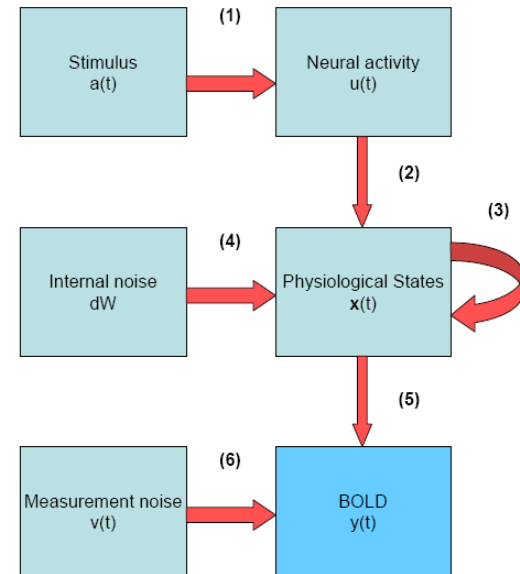 (1)
Stimulus
a(t)
Neural activity
u(t)
(2)
(3)
(4)
Internal noise
dW
Physiological States
x(t)
(5)
(6)
Measurement noise
v(t)
BOLD
y(t)